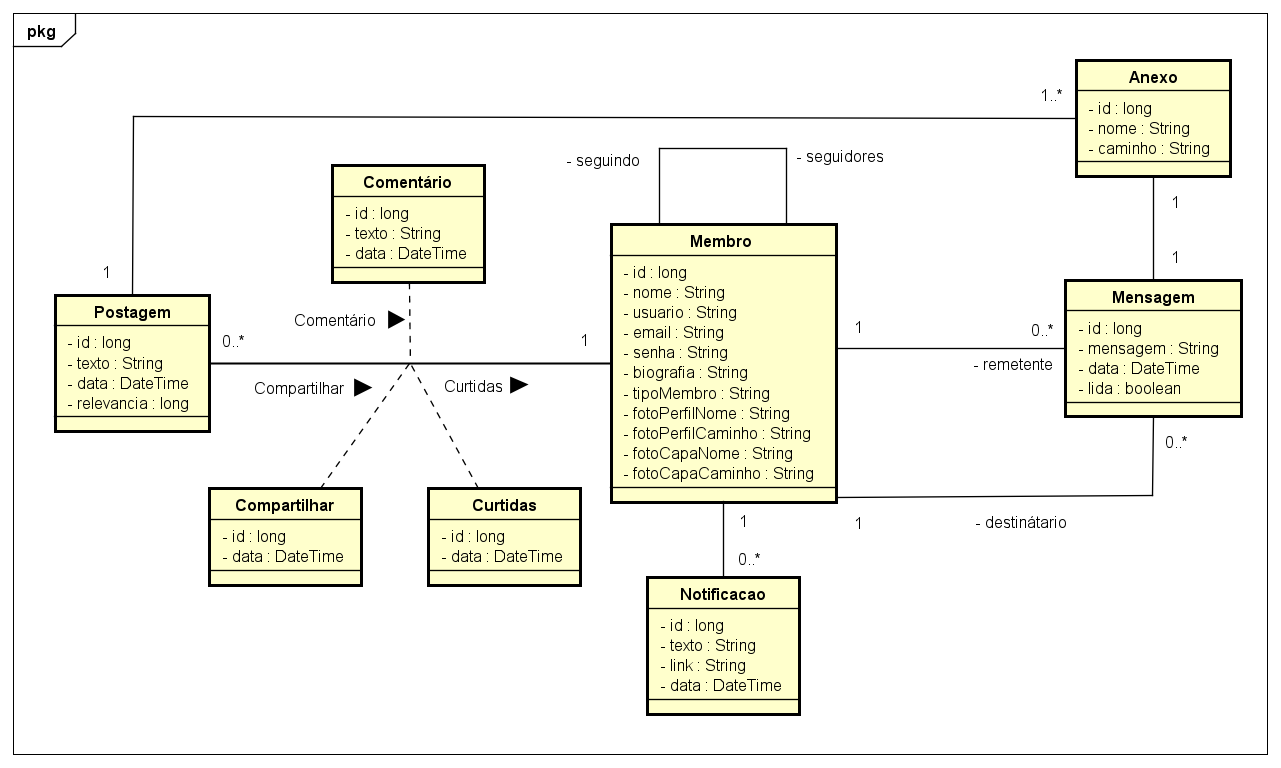 pkg
Anexo
- id : long
- nome : String
- caminho : String
1..*
- seguindo
- seguidores
Comentário
- id : long
- texto : String
- data : DateTime
1
1
1
Membro
- id : long
- nome : String
- usuario : String
- email : String
- senha : String
- biografia : String
- tipoMembro : String
- fotoPerfilNome : String
- fotoPerfilCaminho : String
- fotoCapaNome : String
- fotoCapaCaminho : String
Mensagem
- id : long
- mensagem : String
- data : DateTime
- lida : boolean
Postagem
- id : long
- texto : String
- data : DateTime
- relevancia : long
0..*
Comentário
1
1
0..*
- remetente
Compartilhar
Curtidas
0..*
Compartilhar
- id : long
- data : DateTime
Curtidas
- id : long
- data : DateTime
1
1
- destinátario
0..*
Notificacao
- id : long
- texto : String
- link : String
- data : DateTime